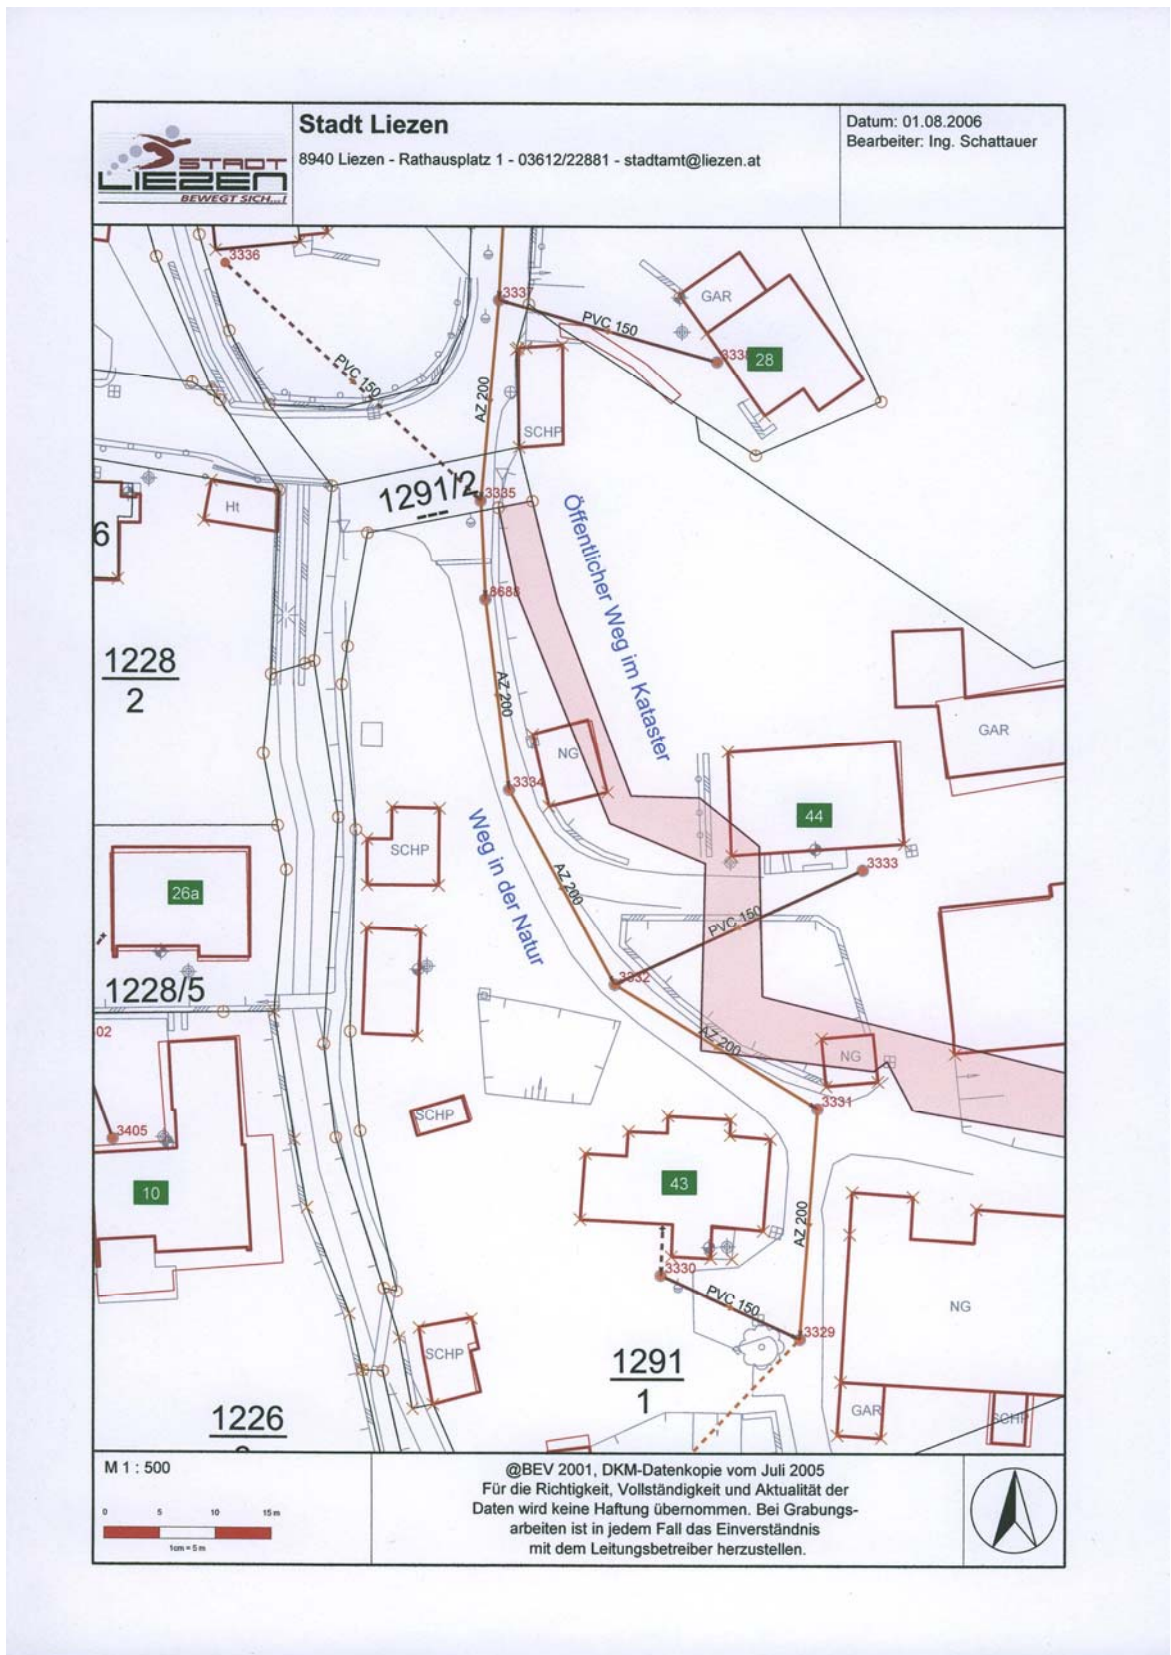 STADT
LIEZEN
BEWEGT SICH...!
Stadt Liezen
8940 Liezen - Rathausplatz 1 - 03612/22881 - stadtamt@liezen.at
Datum: 01.08.2006
Bearbeiter: Ing. Schattauer
3336
3337
GAR
PVC 150
28
PVC 150
AZ 200
SCHP
1291/2
3335
Ht
6
Öffentlicher Weg im Kataster
1228
2
AZ 200
NG
GAR
3334
44
Weg in der Natur
SCHP
3333
26a
AZ 200
PVC 150
1228/5
3332
02
AZ 200
NG
SCHP
3331
3405
10
43
AZ 200
3330
PVC 150
NG
3329
SCHP
1291
1
GAR
SCHP
1226
M 1 : 500
0 5 10 15 m
1cm = 5 m
@BEV 2001, DKM-Datenkopie vom Juli 2005
Für die Richtigkeit, Vollständigkeit und Aktualität der
Daten wird keine Haftung übernommen. Bei Grabungs-
arbeiten ist in jedem Fall das Einverständnis
mit dem Leitungsbetreiber herzustellen.